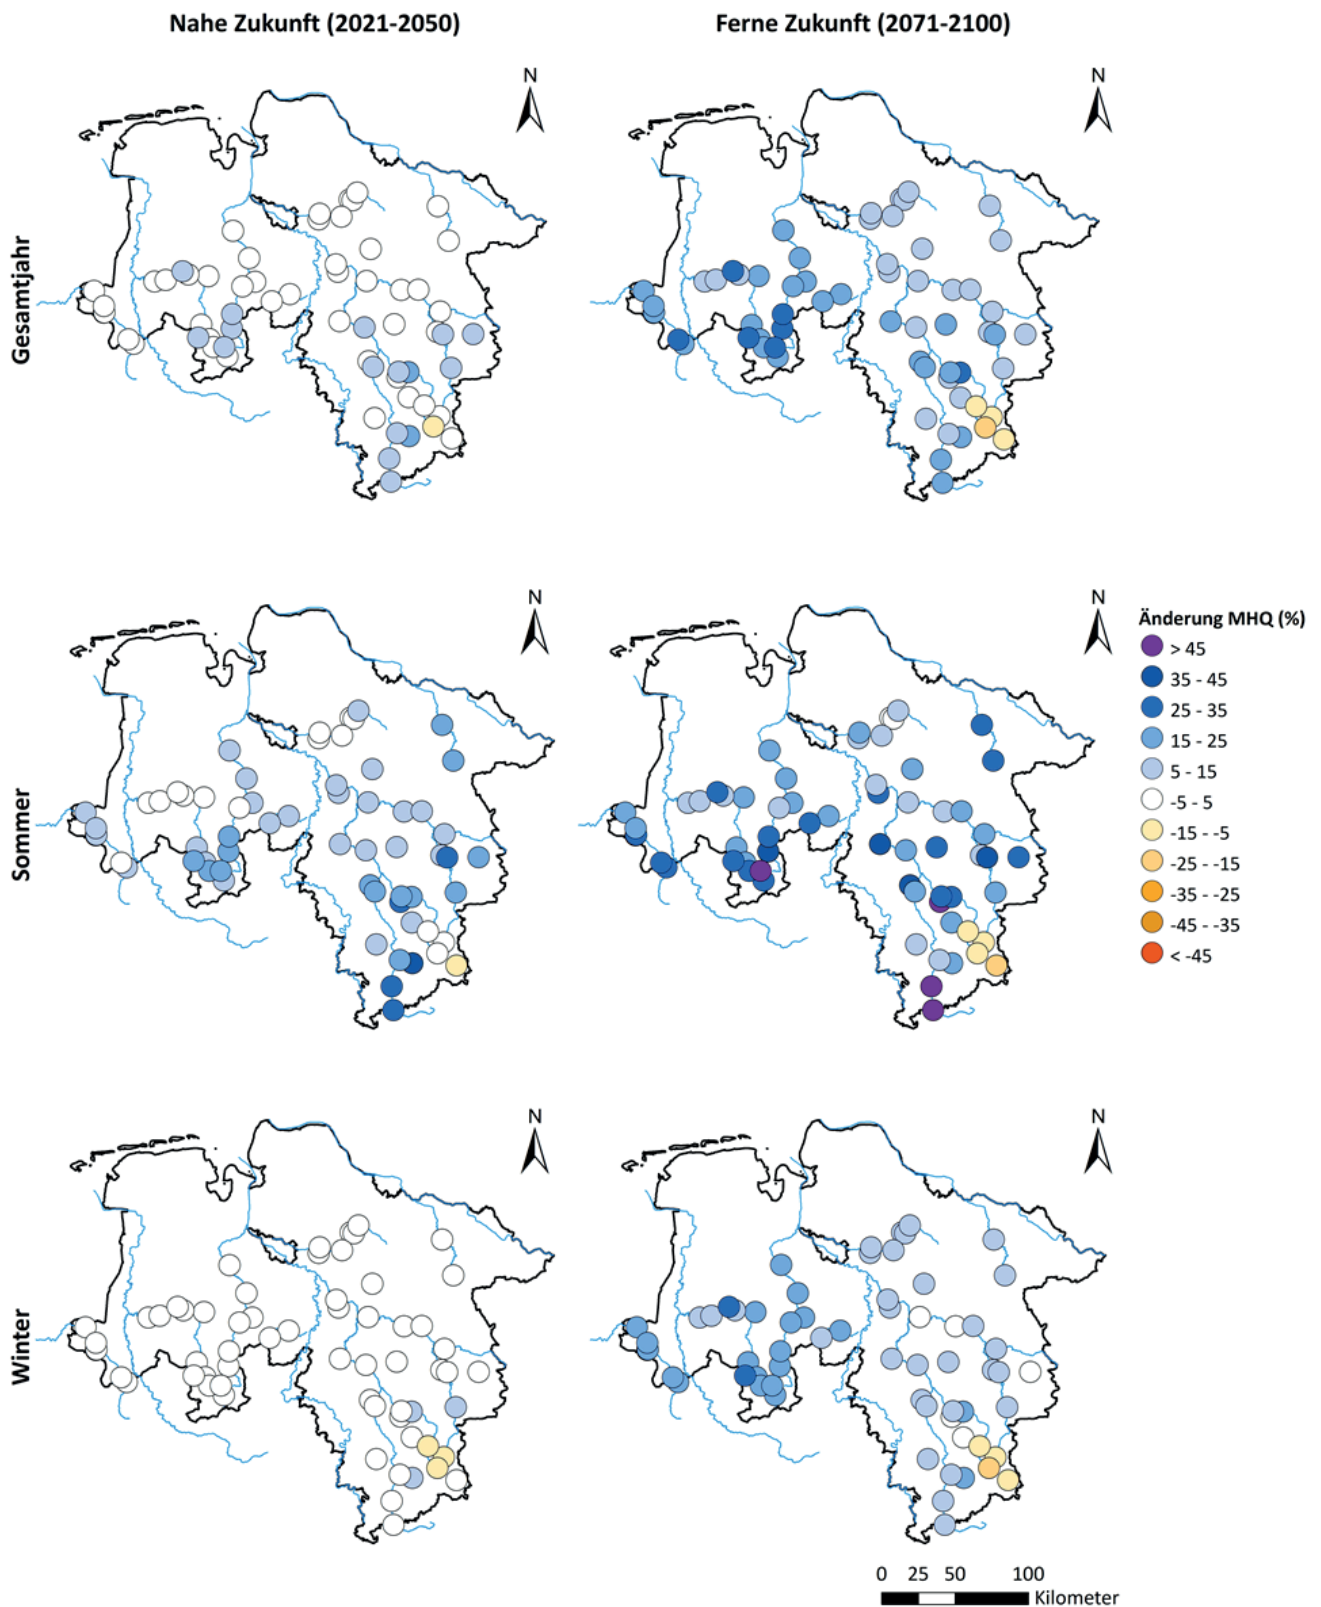 Nahe Zukunft (2021-2050)
Ferne Zukunft (2071-2100)
N
N
Gesamtjahr
N
N
Sommer
Änderung MHQ (%)
> 45
35 - 45
25 - 35
15 - 25
5 - 15
-5 - 5
-15 - -5
-25 - -15
-35 - -25
-45 - -35
< -45
N
N
Winter
0 25 50 100
Kilometer